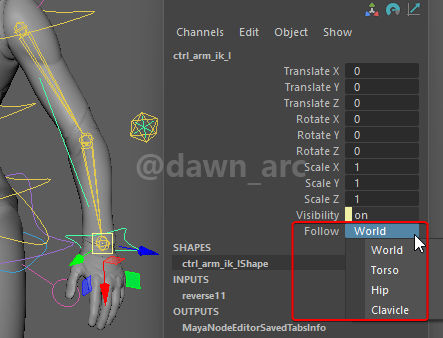 Channels Edit Object Show
ctrl_arm_ik_l
Translate X 0
Translate Y 0
Translate Z 0
Rotate X 0
Rotate Y 0
Rotate Z 0
Scale X 1
Scale Y 1
Scale Z 1
Visibility on
Follow World
World
Torso
Hip
Clavicle
SHAPES
ctrl_arm_ik_lShape
INPUTS
reverse11
OUTPUTS
MayaNodeEditorSavedTabsInfo
@dawn_arc